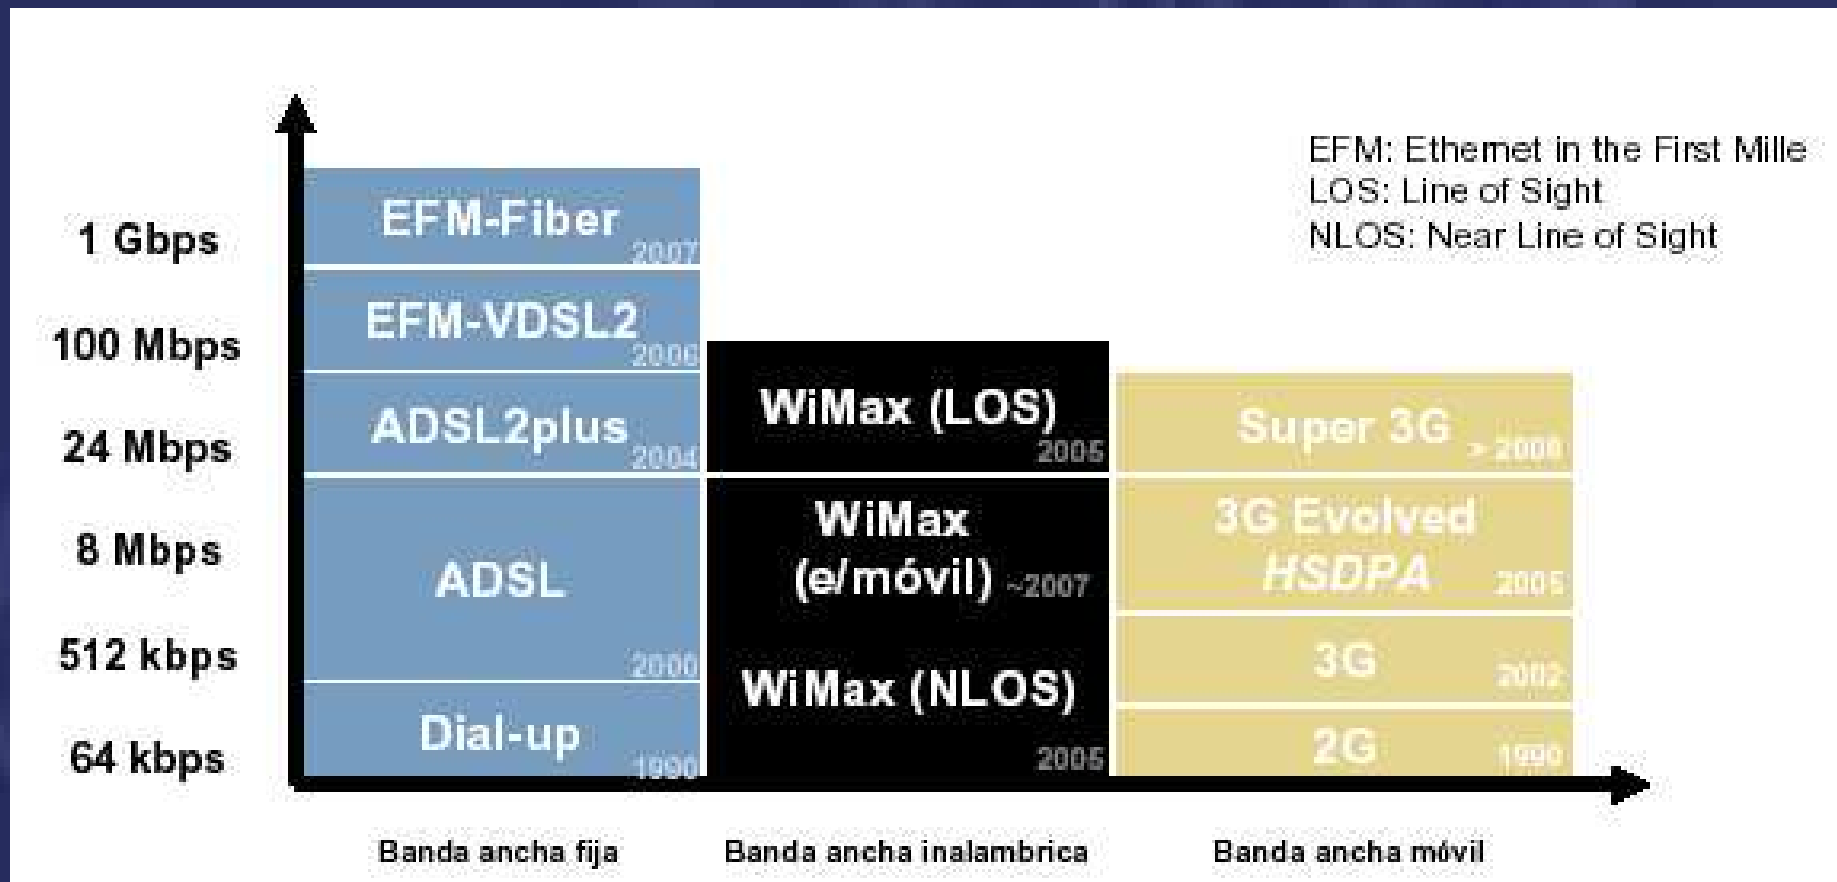 EFM: Ethernet in the First Mille
LOS: Line of Sight
NLOS: Near Line of Sight
1 Gbps
100 Mbps
24 Mbps
8 Mbps
512 kbps
64 kbps
EFM-Fiber
2007
EFM-VDSL2
2006
ADSL2plus
2004
ADSL
2000
Dial-up
1990
WiMax (LOS)
2005
WiMax
(e/móvil) ~2007
WiMax (NLOS)
2005
Super 3G
3G Evolved
HSDPA 2005
3G 2002
2G 1990
Banda ancha fija
Banda ancha inalambrica
Banda ancha móvil